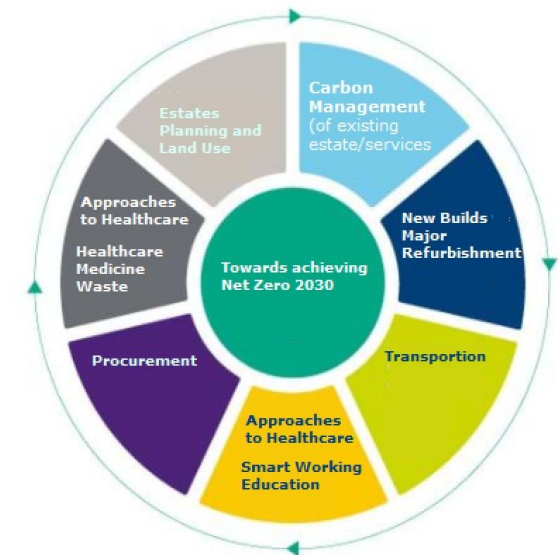 Carbon
Management
(of existing
estate/services
New Builds
Major
Refurbishment
Transportion
Approaches
to Healthcare
Smart Working
Education
Procurement
Approaches
to Healthcare
Healthcare
Medicine
Waste
Estates
Planning and
Land Use
Towards achieving
Net Zero 2030